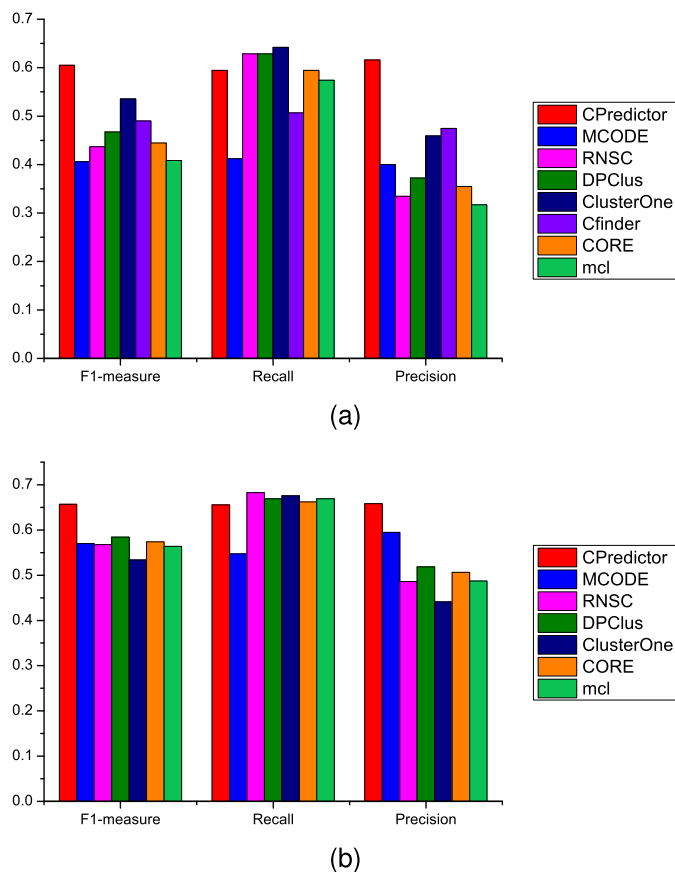 0.7
0.6
0.5
0.4
0.3
0.2
0.1
0.0
F1-measure Recall Precision
CPredictor
MCODE
RNSC
DPClus
ClusterOne
Cfinder
CORE
mcl
(a)
0.7
0.6
0.5
0.4
0.3
0.2
0.1
0.0
F1-measure Recall Precision
CPredictor
MCODE
RNSC
DPClus
ClusterOne
CORE
mcl
(b)